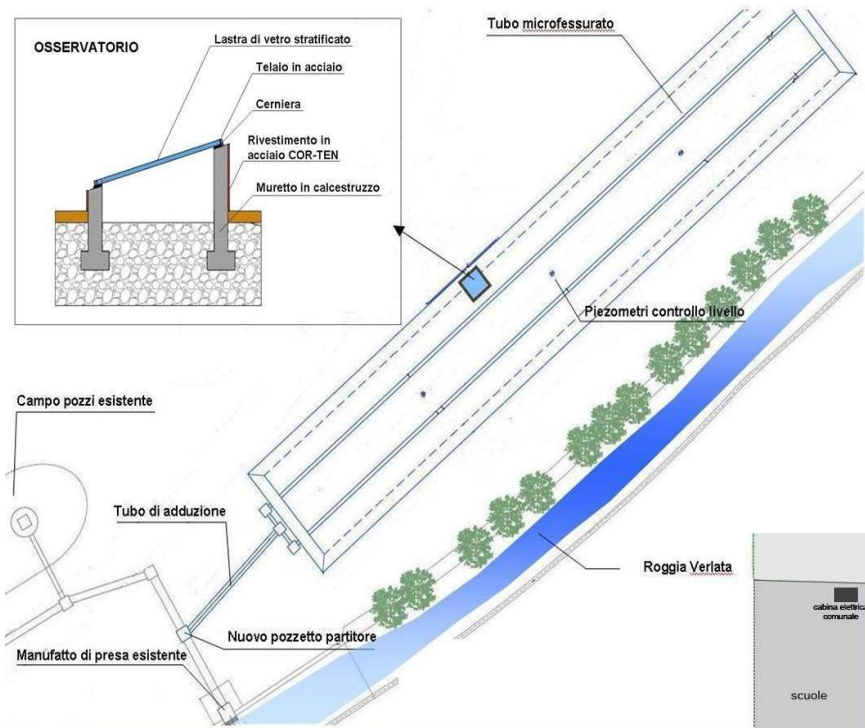 OSSERVATORIO
Lastra di vetro stratificato
Telaio in acciaio
Cerniera
Rivestimento in
acciaio COR-TEN
Muretto in calcestruzzo
Tubo microfessurato
Piezometri controllo livello
Campo pozzi esistente
Tubo di adduzione
Roggia Verlata
Nuovo pozzetto partitore
Manufatto di presa esistente
cabina elettrica
comunale
scuole